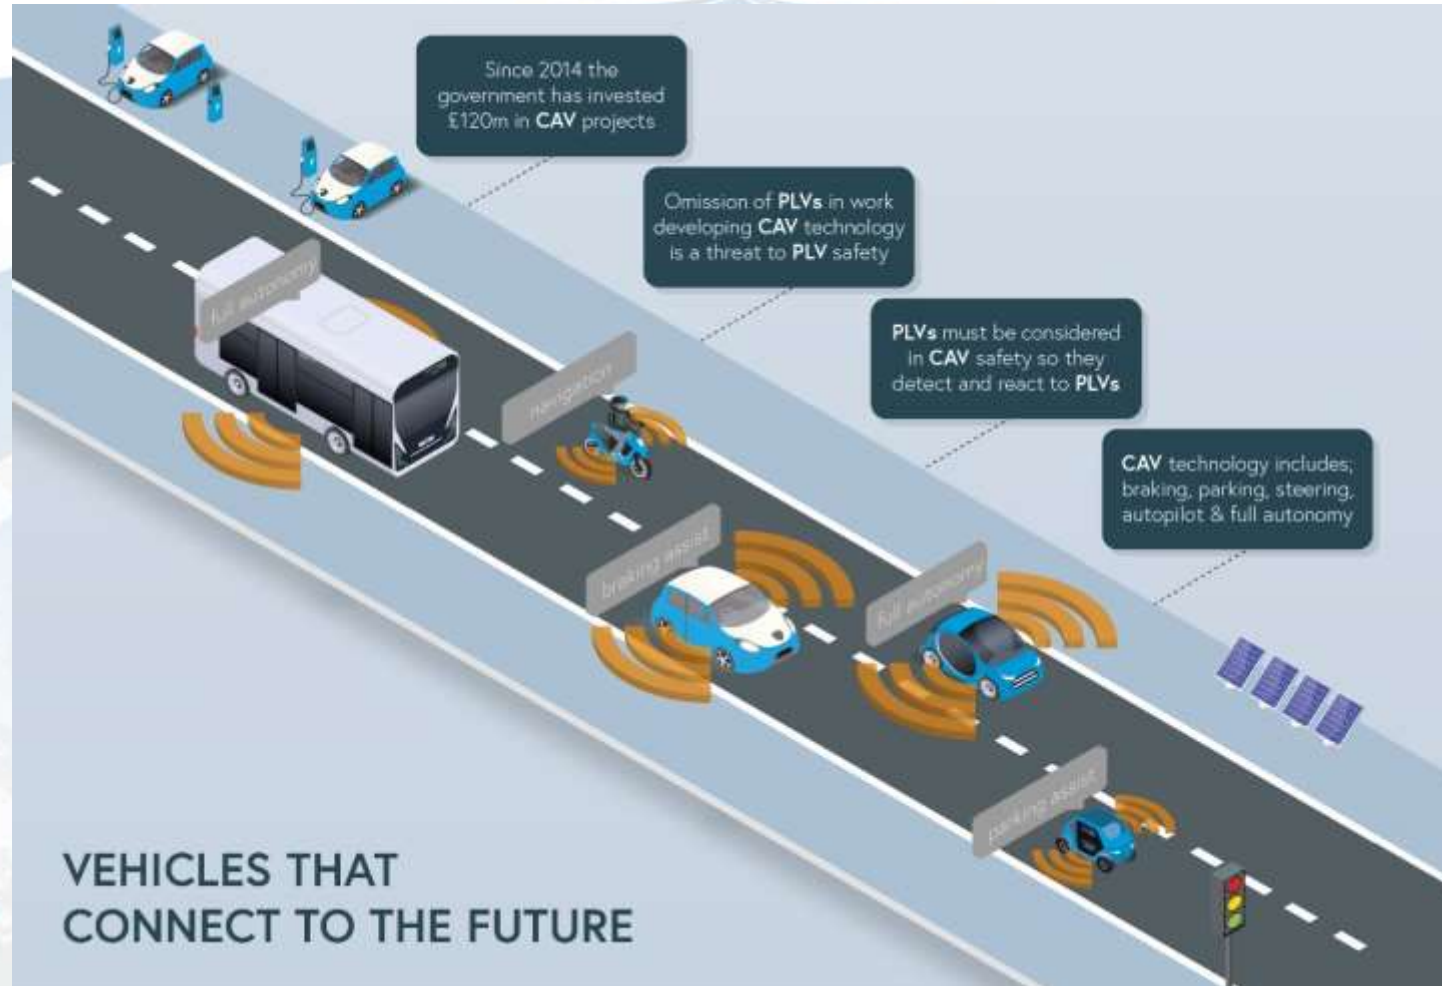 Since 2014 the
government has invested
£120m in CAV projects
Omission of PLVs in work
developing CAV technology
is a threat to PLV safety
PLVs must be considered
in CAV safety so they
detect and react to PLVs
CAV technology includes;
braking, parking, steering,
autopilot & full autonomy
full autonomy
navigation
braking assist
full autonomy
parking assist
VEHICLES THAT
CONNECT TO THE FUTURE